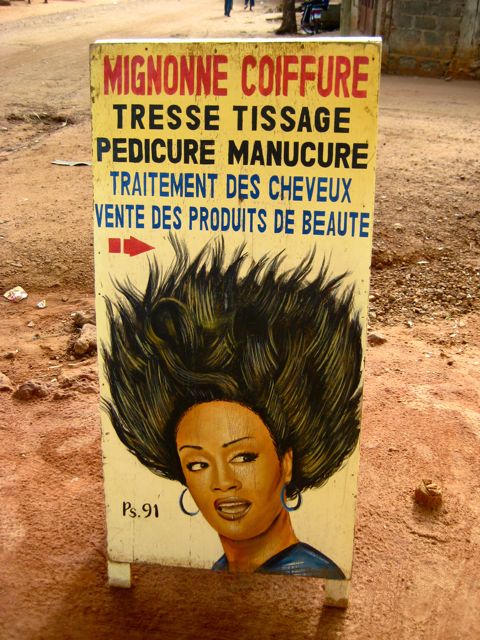 MIGNONNE COIFFURE
TRESSE TISSAGE
PEDICURE MANUCURE
TRAITEMENT DES CHEVEUX
VENTE DES PRODUITS DE BEAUTE
Ps.91